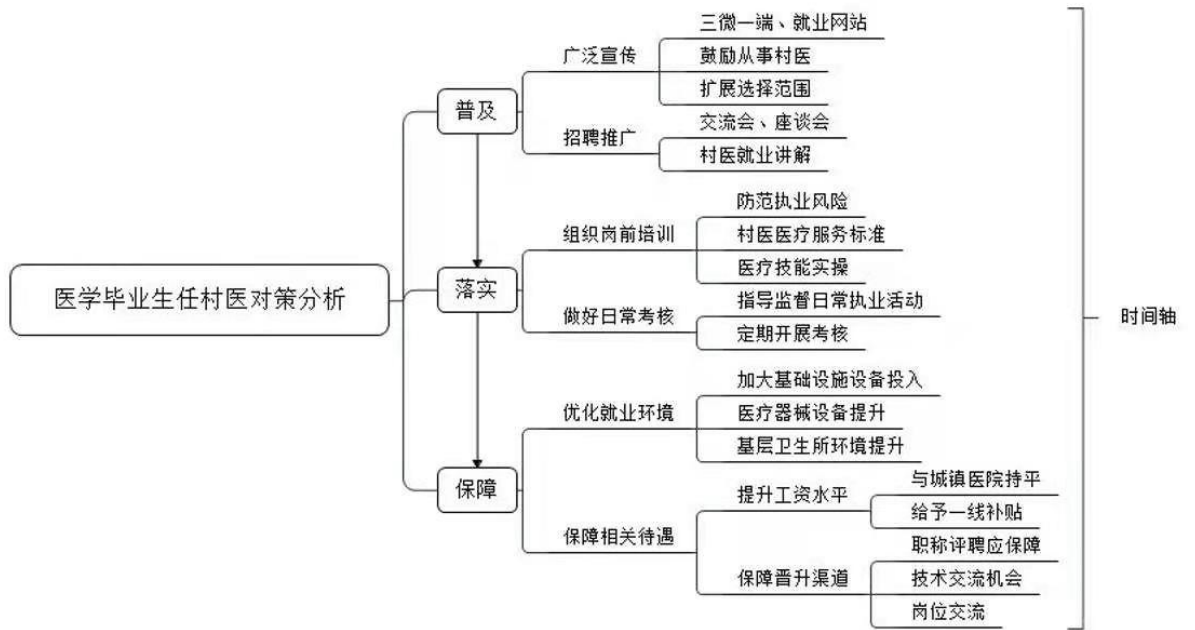 医学毕业生任村医对策分析
普及
广泛宣传
三微一端、就业网站
鼓励从事村医
扩展选择范围
招聘推广
交流会、座谈会
村医就业讲解
落实
组织岗前培训
防范执业风险
村医医疗服务标准
医疗技能实操
做好日常考核
指导监督日常执业活动
定期开展考核
保障
优化就业环境
加大基础设施设备投入
医疗器械设备提升
基层卫生所环境提升
保障相关待遇
提升工资水平
与城镇医院持平
给予一线补贴
保障晋升渠道
职称评聘应保障
技术交流机会
岗位交流
时间轴